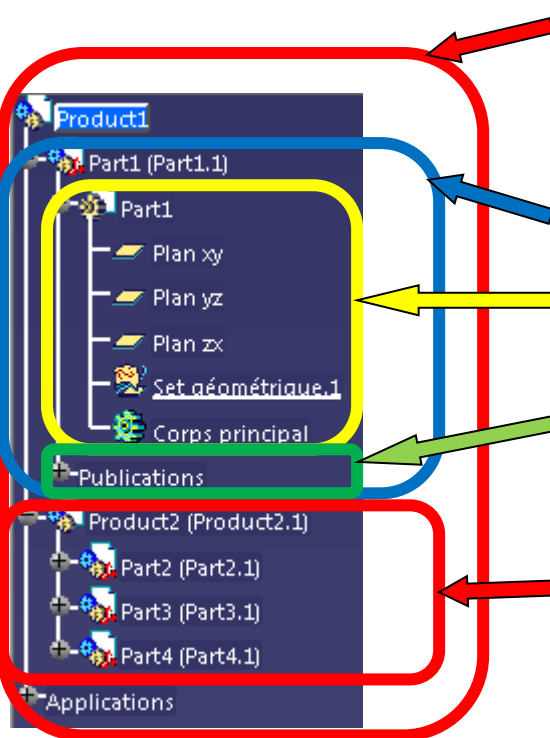 Product1
Part1 (Part1.1)
Part1
Plan xy
Plan yz
Plan zx
Set géométrique.1
Corps principal
Publications
Product2 (Product2.1)
Part2 (Part2.1)
Part3 (Part3.1)
Part4 (Part4.1)
Applications